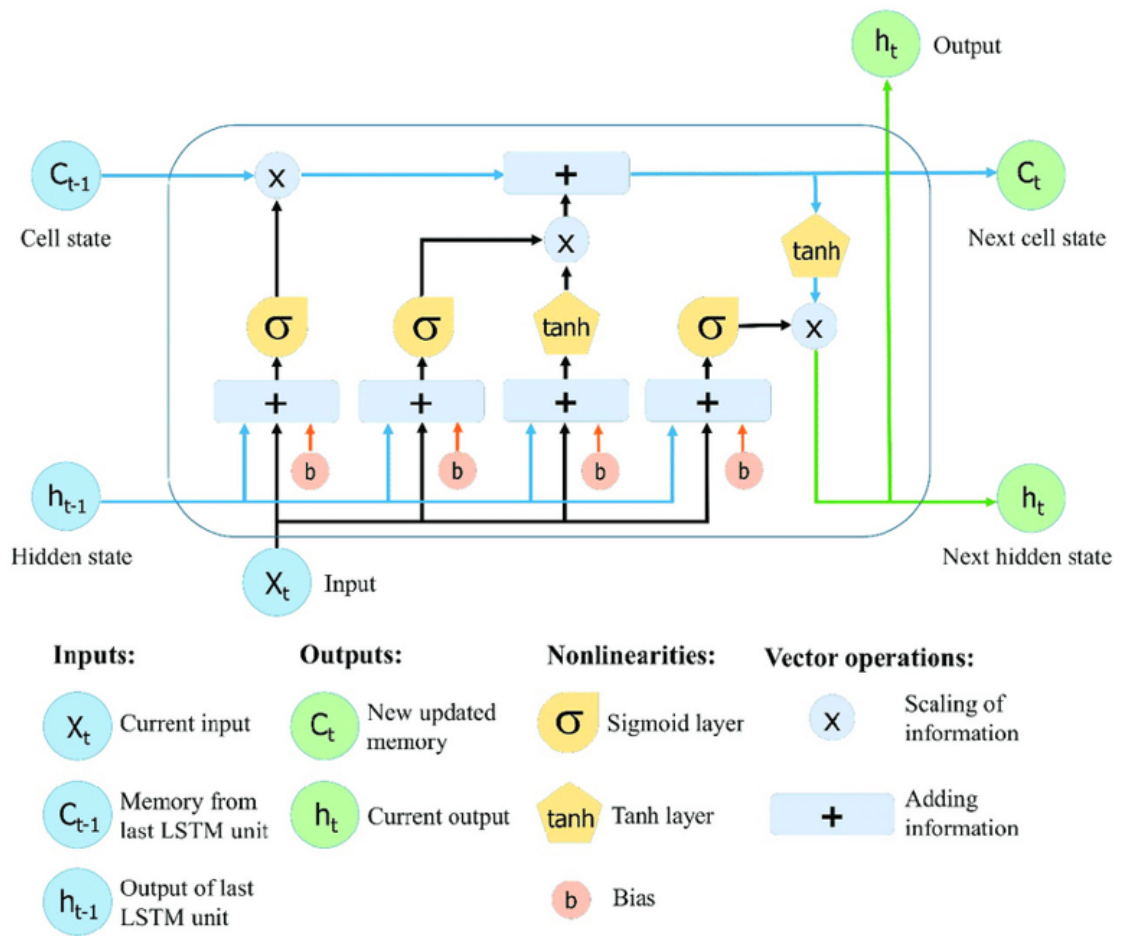 hₜ Output
Cₜ₋₁ x + Cₜ
Cell state Next cell state
x tanh
σ σ tanh σ x
+ + + +
b b b b
hₜ₋₁ hₜ
Hidden state Next hidden state
Xₜ Input
Inputs: Outputs: Nonlinearities: Vector operations:
Xₜ Current input
Cₜ₋₁ Memory from
last LSTM unit
hₜ₋₁ Output of last
LSTM unit
Cₜ New updated
memory
hₜ Current output
σ Sigmoid layer
tanh Tanh layer
b Bias
x Scaling of
information
+ Adding
information